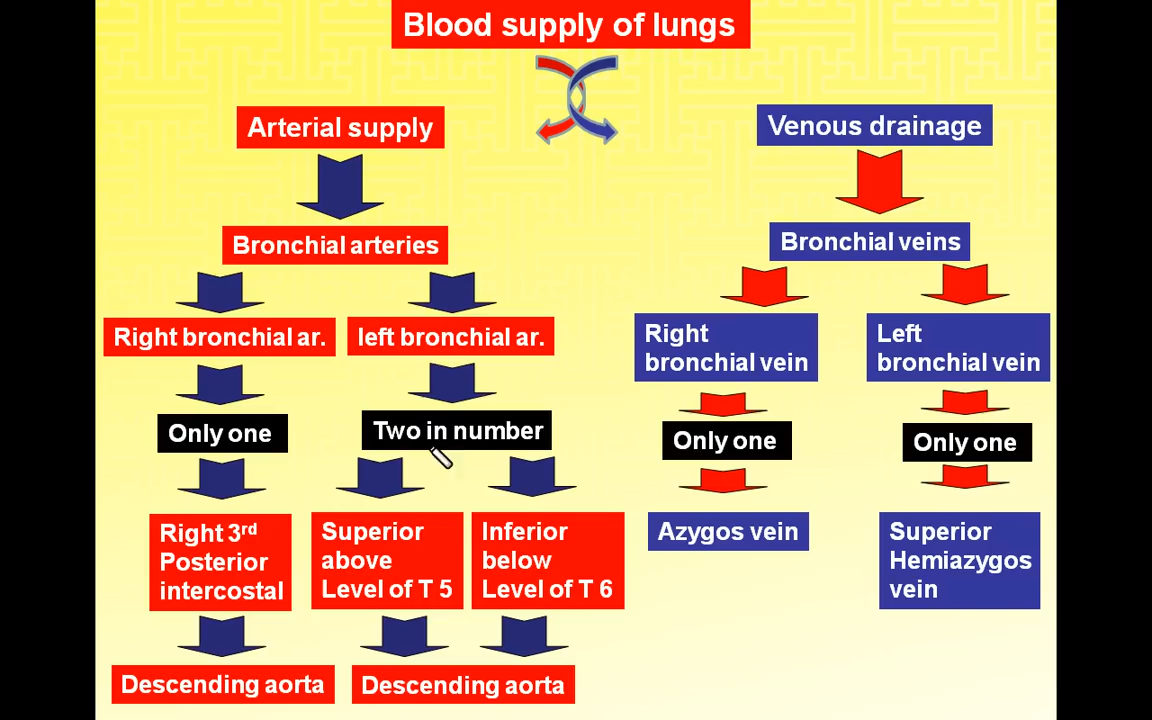 Blood supply of lungs
Arterial supply
Bronchial arteries
Right bronchial ar.
left bronchial ar.
Only one
Two in number
Right 3rd
Posterior
intercostal
Superior
above
Level of T 5
Inferior
below
Level of T 6
Descending aorta
Descending aorta
Venous drainage
Bronchial veins
Right
bronchial vein
Left
bronchial vein
Only one
Only one
Azygos vein
Superior
Hemiazygos
vein